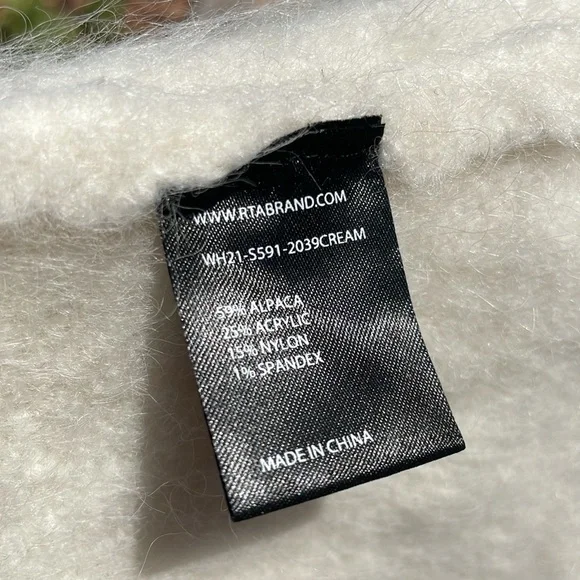 WWW.RTABRAND.COM
WH21-S591-2039CREAM
59% ALPACA
25% ACRYLIC
15% NYLON
1% SPANDEX
MADE IN CHINA